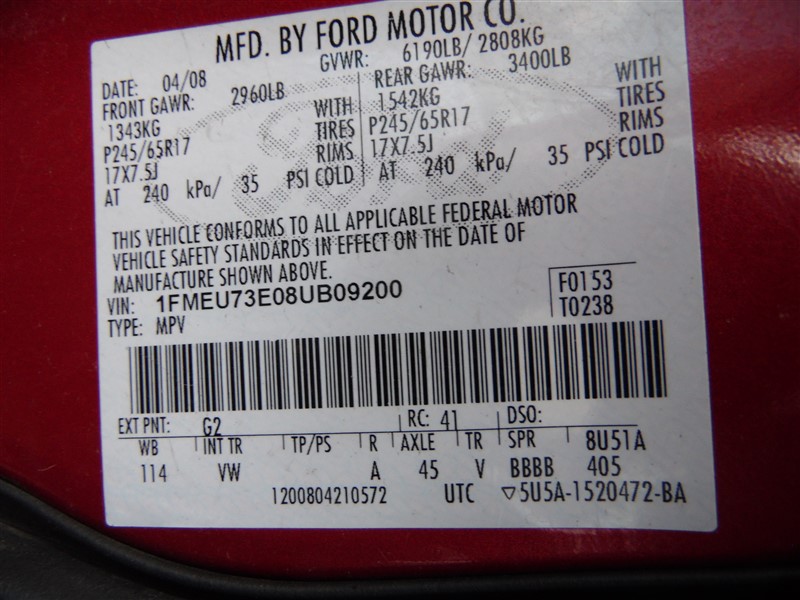 MFD. BY FORD MOTOR CO.
DATE: 04/08 GVWR: 6190LB/ 2808KG
FRONT GAWR: 2960LB REAR GAWR: 3400LB
1343KG WITH 1542KG WITH
P245/65R17 TIRES P245/65R17 TIRES
17X7.5J RIMS 17X7.5J RIMS
AT 240 kPa/ 35 PSI COLD AT 240 kPa/ 35 PSI COLD
Ford
THIS VEHICLE CONFORMS TO ALL APPLICABLE FEDERAL MOTOR
VEHICLE SAFETY STANDARDS IN EFFECT ON THE DATE OF
MANUFACTURE SHOWN ABOVE.
VIN: 1FMEU73E08UB09200 F0153
TYPE: MPV T0238
EXT PNT: G2 RC: 41 DSO:
WB INT TR TP/PS R AXLE TR SPR 8U51A
114 VW A 45 V BBBB 405
1200804210572 UTC ▽5U5A-1520472-BA